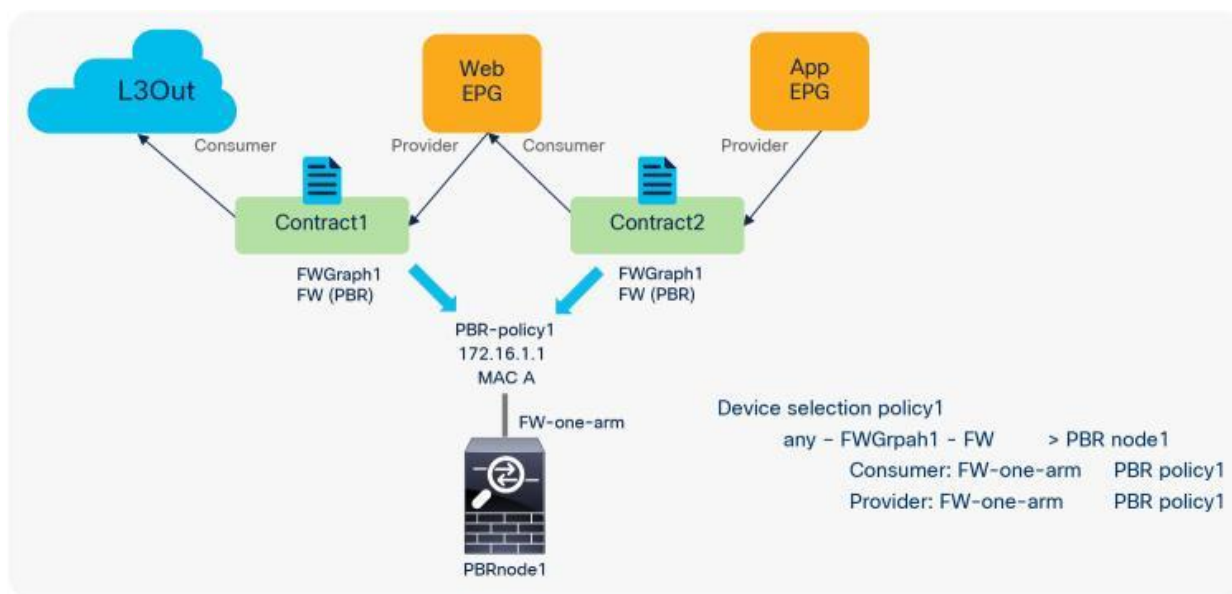 L3Out
Web
EPG
App
EPG
Consumer
Provider
Consumer
Provider
Contract1
Contract2
FWGraph1
FW (PBR)
FWGraph1
FW (PBR)
PBR-policy1
172.16.1.1
MAC A
FW-one-arm
PBRnode1
Device selection policy1
any - FWGrpah1 - FW > PBR node1
Consumer: FW-one-arm PBR policy1
Provider: FW-one-arm PBR policy1